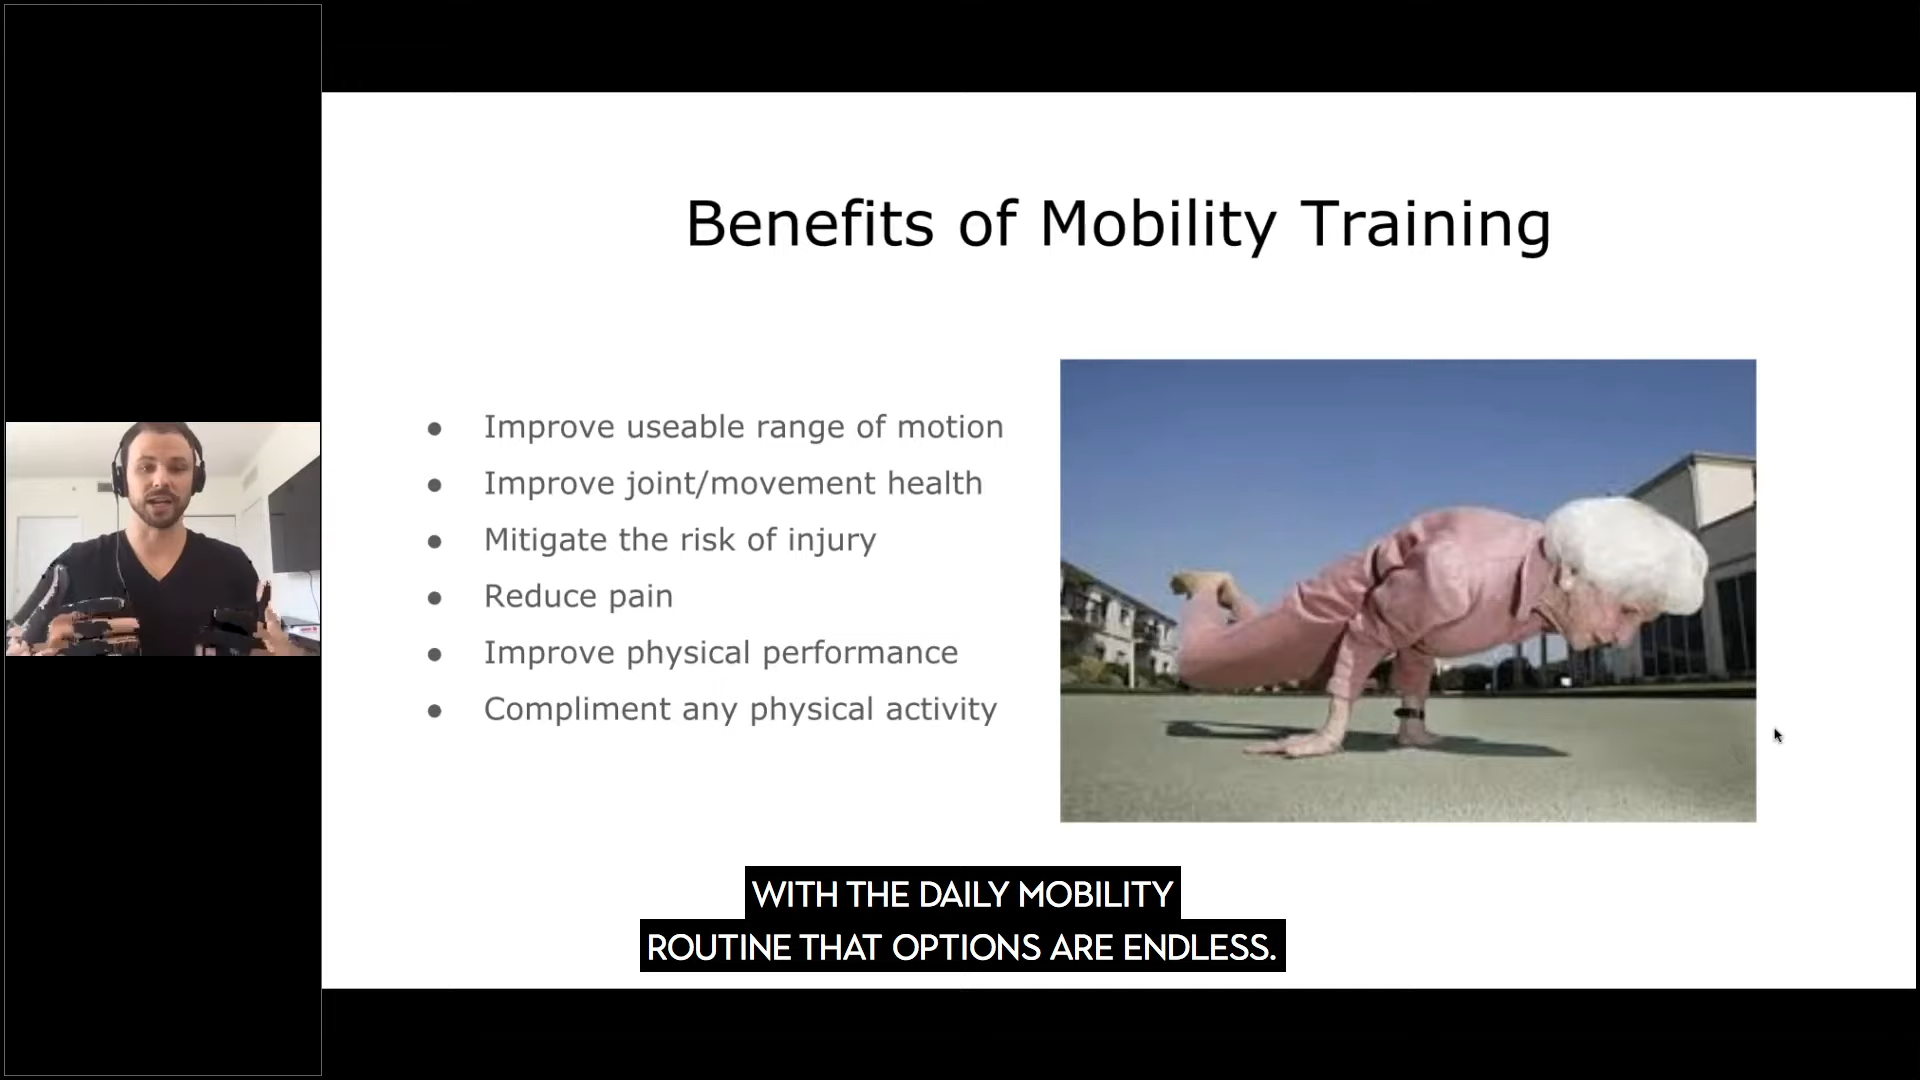 Benefits of Mobility Training
● Improve useable range of motion
● Improve joint/movement health
● Mitigate the risk of injury
● Reduce pain
● Improve physical performance
● Compliment any physical activity
WITH THE DAILY MOBILITY
ROUTINE THAT OPTIONS ARE ENDLESS.